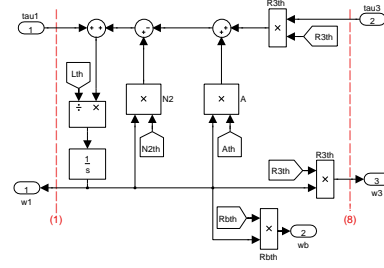 tau1
1
R3th
tau3
2
R3th
+ +
+ −
+ +
×
Lth
÷ ×
× N2
× A
N2th
Ath
1
s
R3th
R3th
×
1
w1
3
w3
(1)
(8)
Rbth
×
2
wb
Rbth